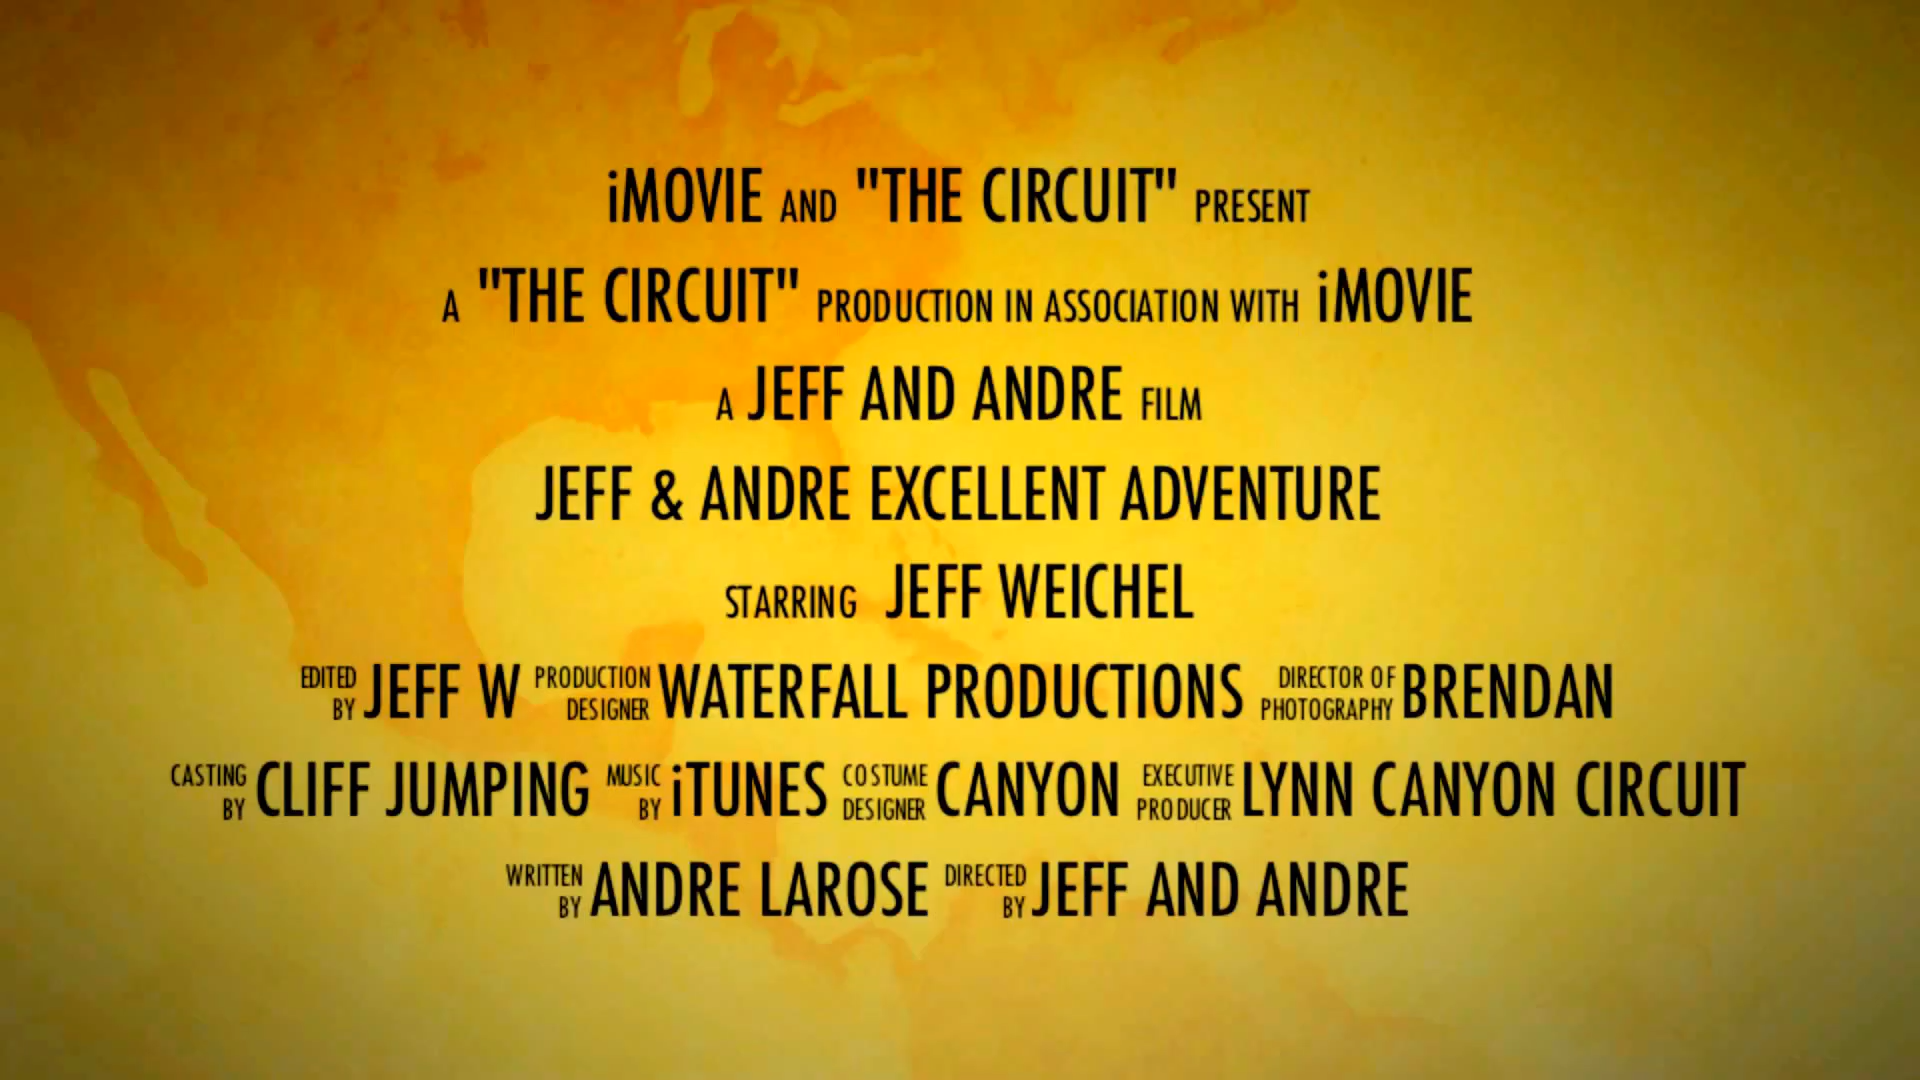 iMOVIE AND "THE CIRCUIT" PRESENT
A "THE CIRCUIT" PRODUCTION IN ASSOCIATION WITH iMOVIE
A JEFF AND ANDRE FILM
JEFF & ANDRE EXCELLENT ADVENTURE
STARRING JEFF WEICHEL
EDITED BY JEFF W PRODUCTION DESIGNER WATERFALL PRODUCTIONS DIRECTOR OF PHOTOGRAPHY BRENDAN
CASTING BY CLIFF JUMPING MUSIC BY iTUNES COSTUME DESIGNER CANYON EXECUTIVE PRODUCER LYNN CANYON CIRCUIT
WRITTEN BY ANDRE LAROSE DIRECTED BY JEFF AND ANDRE